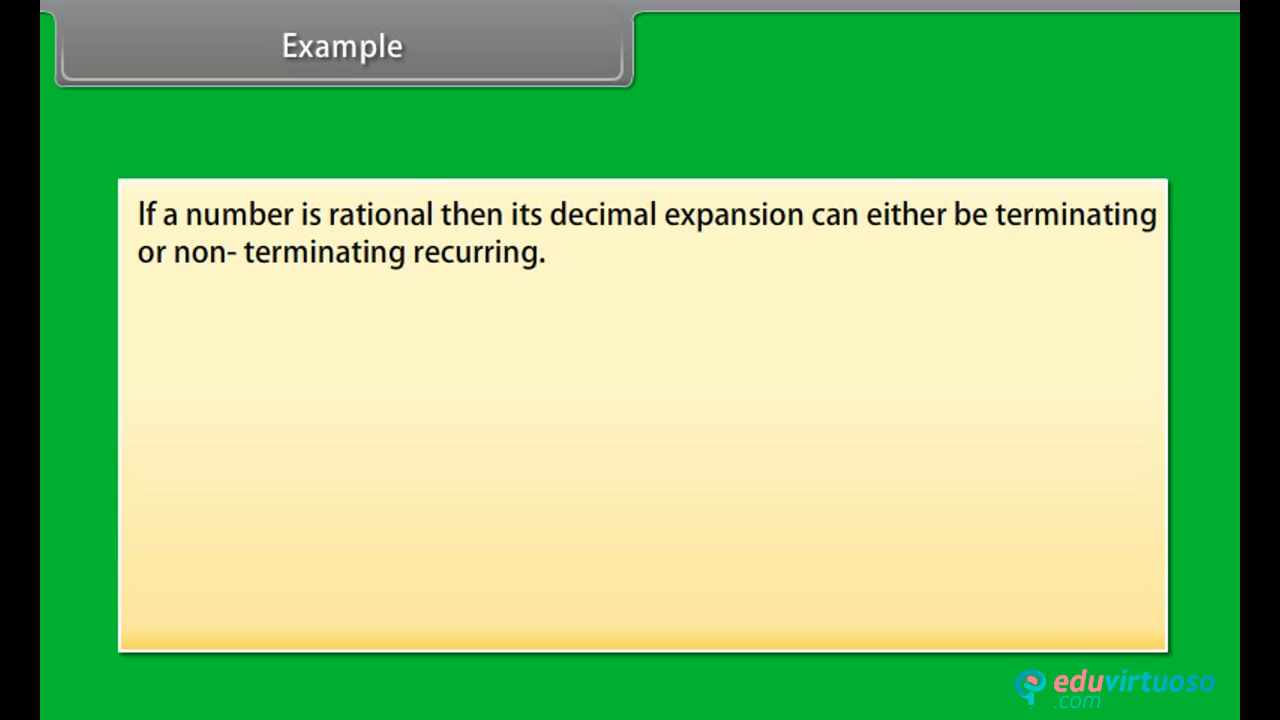 Example
If a number is rational then its decimal expansion can either be terminating
or non- terminating recurring.
eduvirtuoso
.com